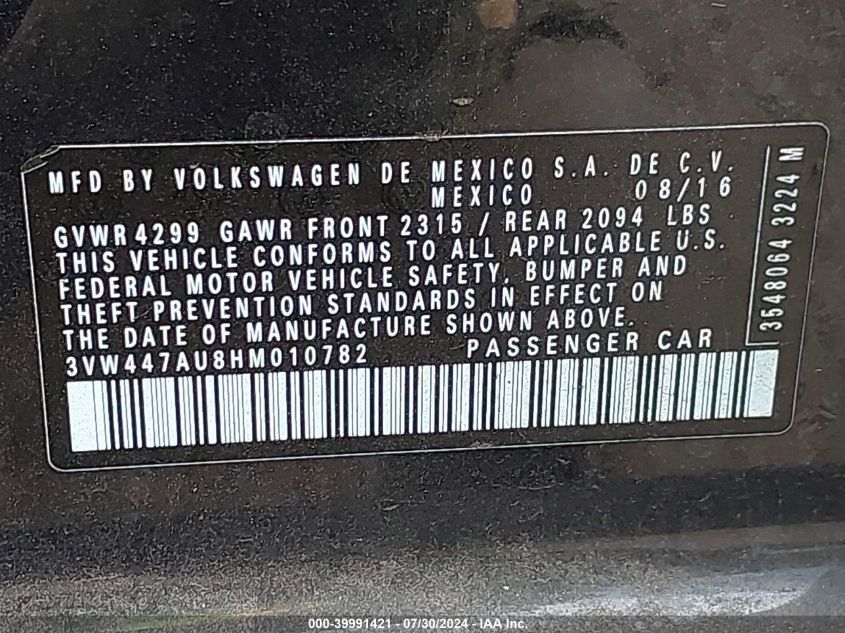 MFD BY VOLKSWAGEN DE MEXICO S.A. DE C.V.
MEXICO 08/16
GVWR 4299 GAWR FRONT 2315 / REAR 2094 LBS
THIS VEHICLE CONFORMS TO ALL APPLICABLE U.S.
FEDERAL MOTOR VEHICLE SAFETY, BUMPER AND
THEFT PREVENTION STANDARDS IN EFFECT ON
THE DATE OF MANUFACTURE SHOWN ABOVE.
3VW447AU8HM010782 PASSENGER CAR
3548064 3224 M
000-39991421 - 07/30/2024 - IAA Inc.